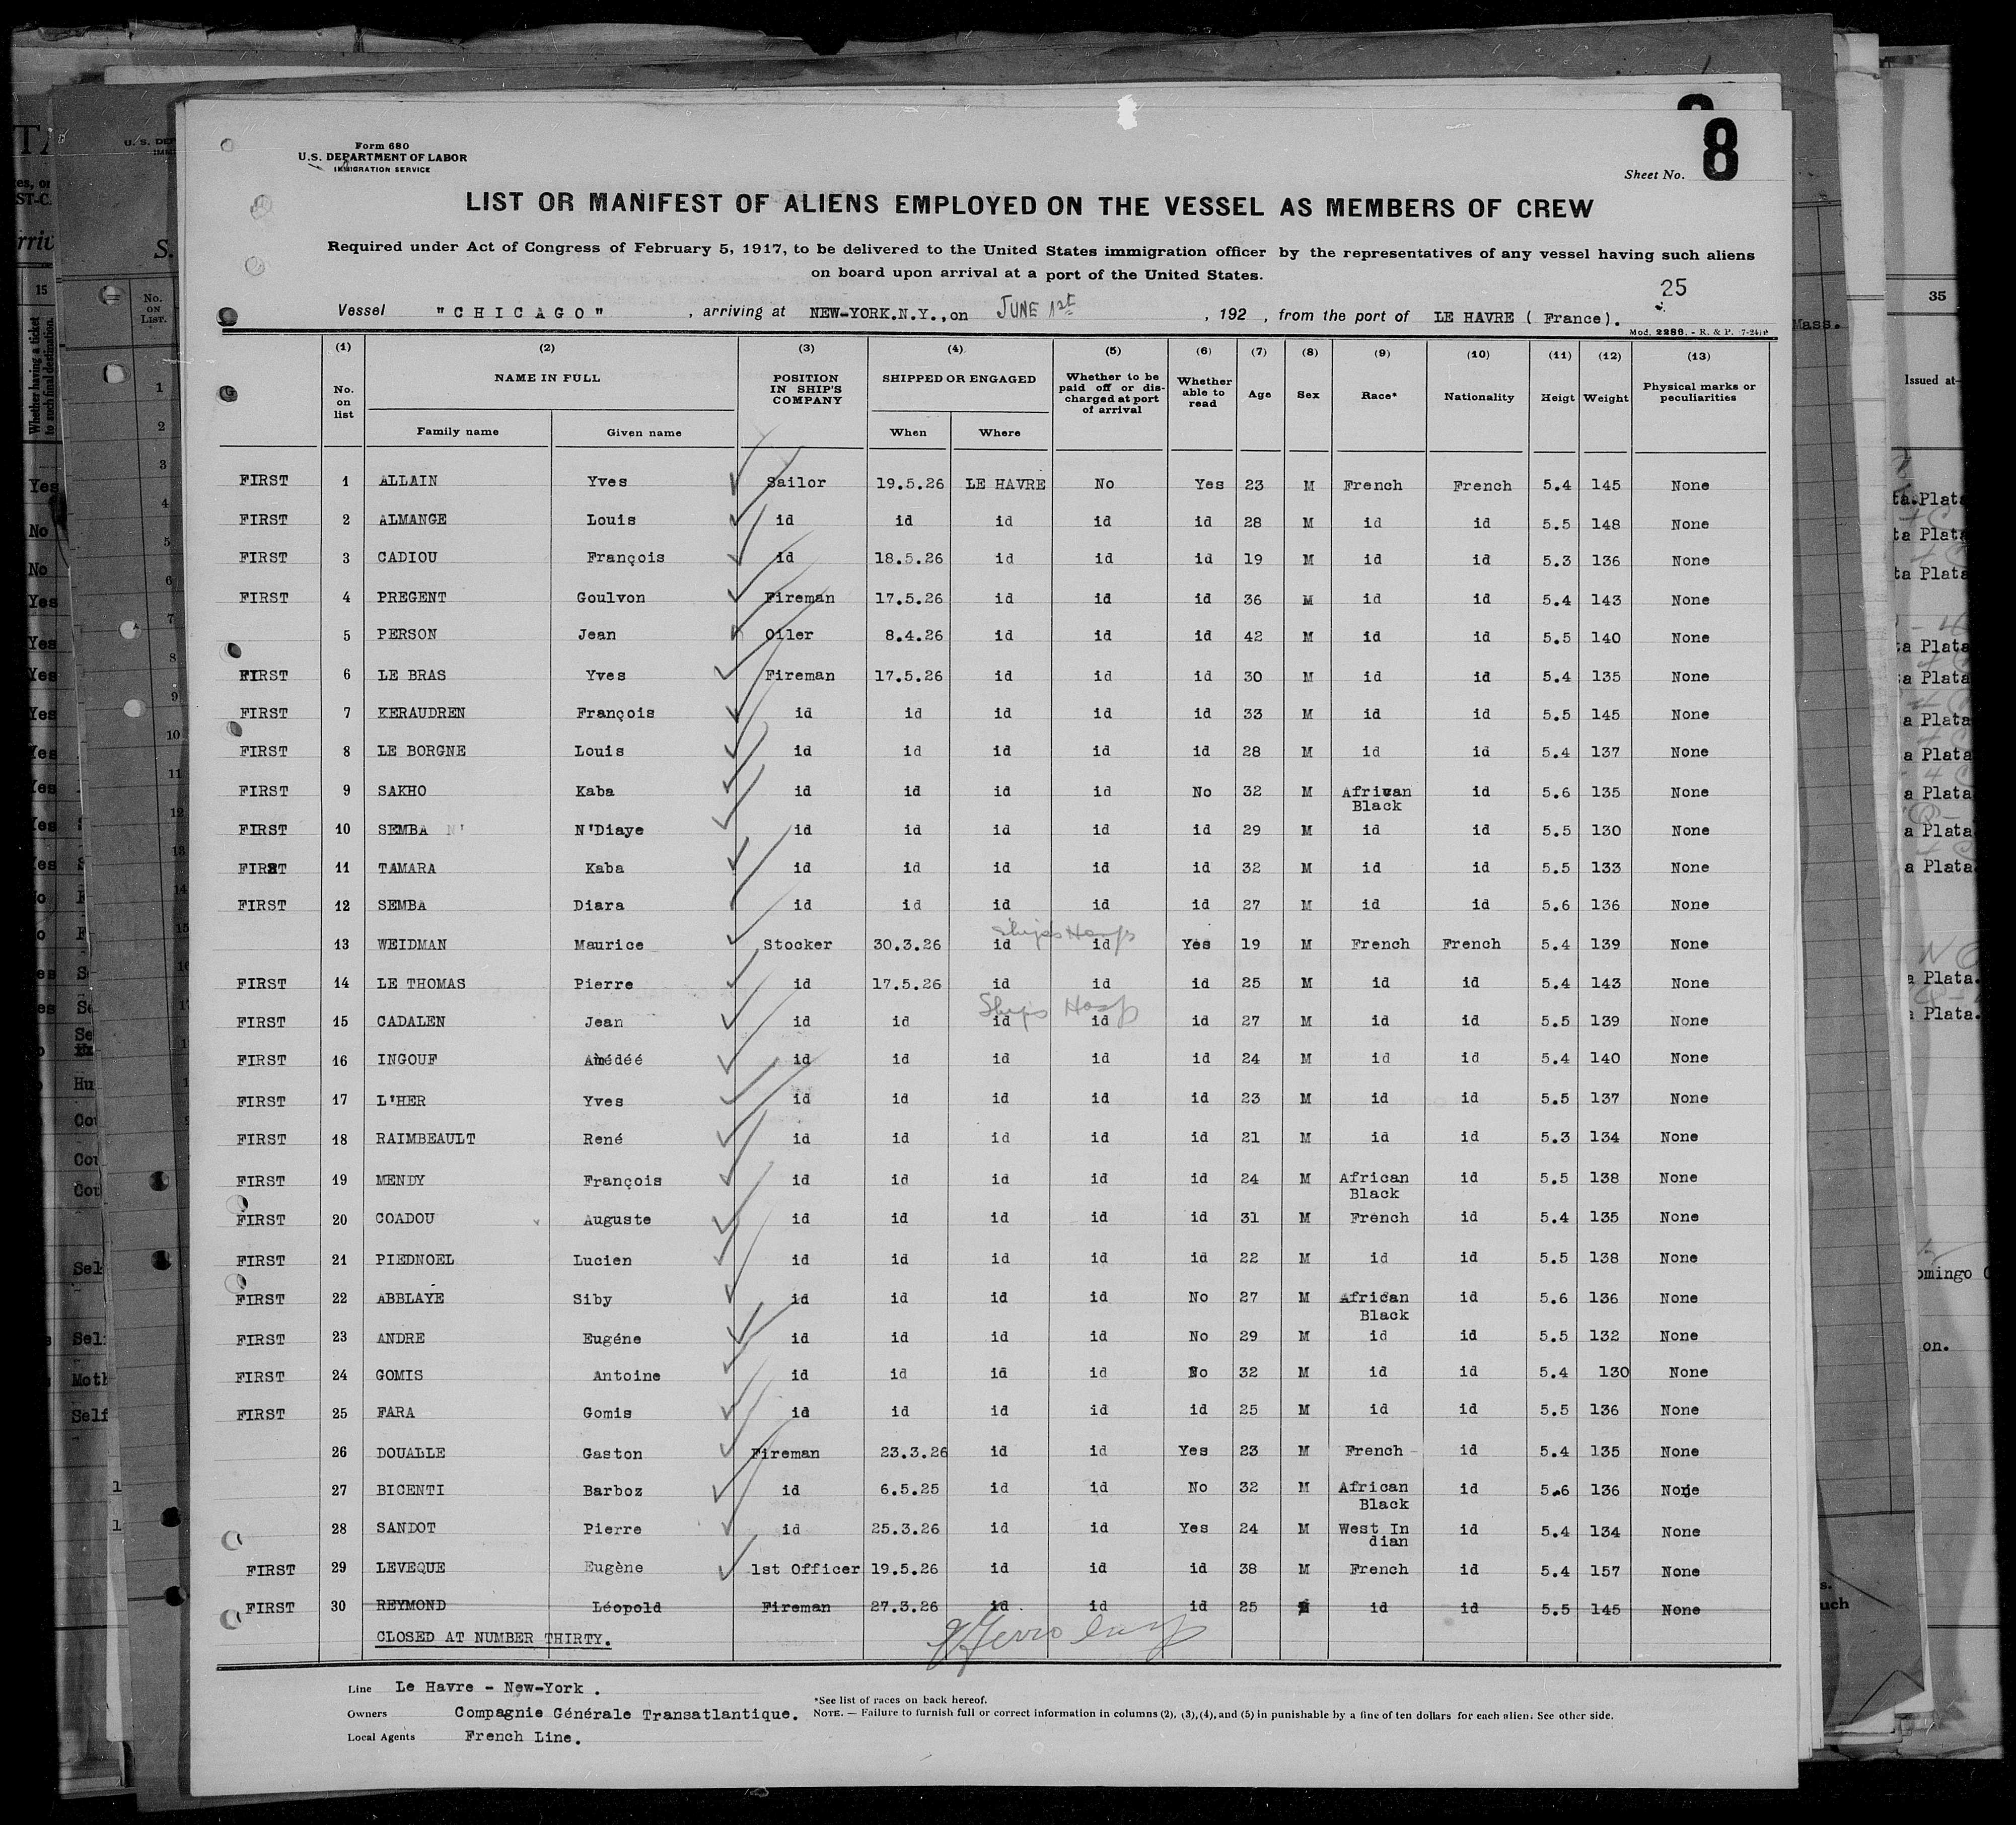 Form 680
U.S. DEPARTMENT OF LABOR
IMMIGRATION SERVICE
8
Sheet No.
LIST OR MANIFEST OF ALIENS EMPLOYED ON THE VESSEL AS MEMBERS OF CREW
Required under Act of Congress of February 5, 1917, to be delivered to the United States immigration officer by the representatives of any vessel having such aliens
on board upon arrival at a port of the United States.
25
Vessel "CHICAGO" , arriving at NEW-YORK.N.Y., on JUNE 1st , 192 , from the port of LE HAVRE ( France).
Mod. 2286. - R. & P.
(1) (2) (3) (4) (5) (6) (7) (8) (9) (10) (11) (12) (13)
No. on list NAME IN FULL Family name Given name POSITION IN SHIP'S COMPANY SHIPPED OR ENGAGED When Where Whether to be paid off or discharged at port of arrival Whether able to read Age Sex Race* Nationality Heigt Weight Physical marks or peculiarities
FIRST 1 ALLAIN Yves Sailor 19.5.26 LE HAVRE No Yes 23 M French French 5.4 145 None
FIRST 2 ALMANGE Louis id id id id id 28 M id id 5.5 148 None
FIRST 3 CADIOU François id 18.5.26 id id id 19 M id id 5.3 136 None
FIRST 4 PREGENT Goulvon Fireman 17.5.26 id id id 36 M id id 5.4 143 None
5 PERSON Jean Oiler 8.4.26 id id id 42 M id id 5.5 140 None
FIRST 6 LE BRAS Yves Fireman 17.5.26 id id id 30 M id id 5.4 135 None
FIRST 7 KERAUDREN François id id id id id 33 M id id 5.5 145 None
FIRST 8 LE BORGNE Louis id id id id id 28 M id id 5.4 137 None
FIRST 9 SAKHO Kaba id id id id No 32 M African Black id 5.6 135 None
FIRST 10 SEMBA N' N'Diaye id id id id id 29 M id id 5.5 130 None
FIRST 11 TAMARA Kaba id id id id id 32 M id id 5.5 133 None
FIRST 12 SEMBA Diara id id id id id 27 M id id 5.6 136 None
Ships Hosp
13 WEIDMAN Maurice Stocker 30.3.26 id id Yes 19 M French French 5.4 139 None
FIRST 14 LE THOMAS Pierre id 17.5.26 id id id 25 M id id 5.4 143 None
Ships Hosp
FIRST 15 CADALEN Jean id id id id id 27 M id id 5.5 139 None
FIRST 16 INGOUF Amédéé id id id id id 24 M id id 5.4 140 None
FIRST 17 L'HER Yves id id id id id 23 M id id 5.5 137 None
FIRST 18 RAIMBEAULT René id id id id id 21 M id id 5.3 134 None
FIRST 19 MENDY François id id id id id 24 M African Black id 5.5 138 None
FIRST 20 COADOU Auguste id id id id id 31 M French id 5.4 135 None
FIRST 21 PIEDNOEL Lucien id id id id id 22 M id id 5.5 138 None
FIRST 22 ABBLAYE Siby id id id id No 27 M African Black id 5.6 136 None
FIRST 23 ANDRE Eugéne id id id id No 29 M id id 5.5 132 None
FIRST 24 GOMIS Antoine id id id id No 32 M id id 5.4 130 None
FIRST 25 FARA Gomis id id id id id 25 M id id 5.5 136 None
26 DOUALLE Gaston Fireman 23.3.26 id id Yes 23 M French id 5.4 135 None
27 BICENTI Barboz id 6.5.25 id id No 32 M African Black id 5.6 136 None
28 SANDOT Pierre id 25.3.26 id id Yes 24 M West In dian id 5.4 134 None
FIRST 29 LEVEQUE Eugène 1st Officer 19.5.26 id id id 38 M French id 5.4 157 None
FIRST 30 REYMOND Léopold Fireman 27.3.26 id id id 25 M id id 5.5 145 None
CLOSED AT NUMBER THIRTY.
Line Le Havre - New-York .
*See list of races on back hereof.
Owners Compagnie Générale Transatlantique. NOTE. — Failure to furnish full or correct information in columns (2), (3), (4), and (5) in punishable by a fine of ten dollars for each alien. See other side.
Local Agents French Line.